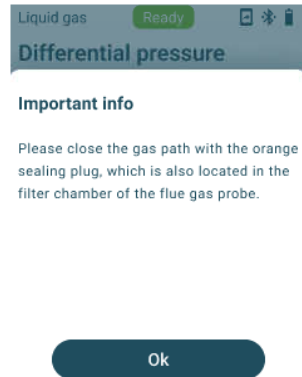 Liquid gas Ready
Differential pressure
Important info
Please close the gas path with the orange
sealing plug, which is also located in the
filter chamber of the flue gas probe.
Ok